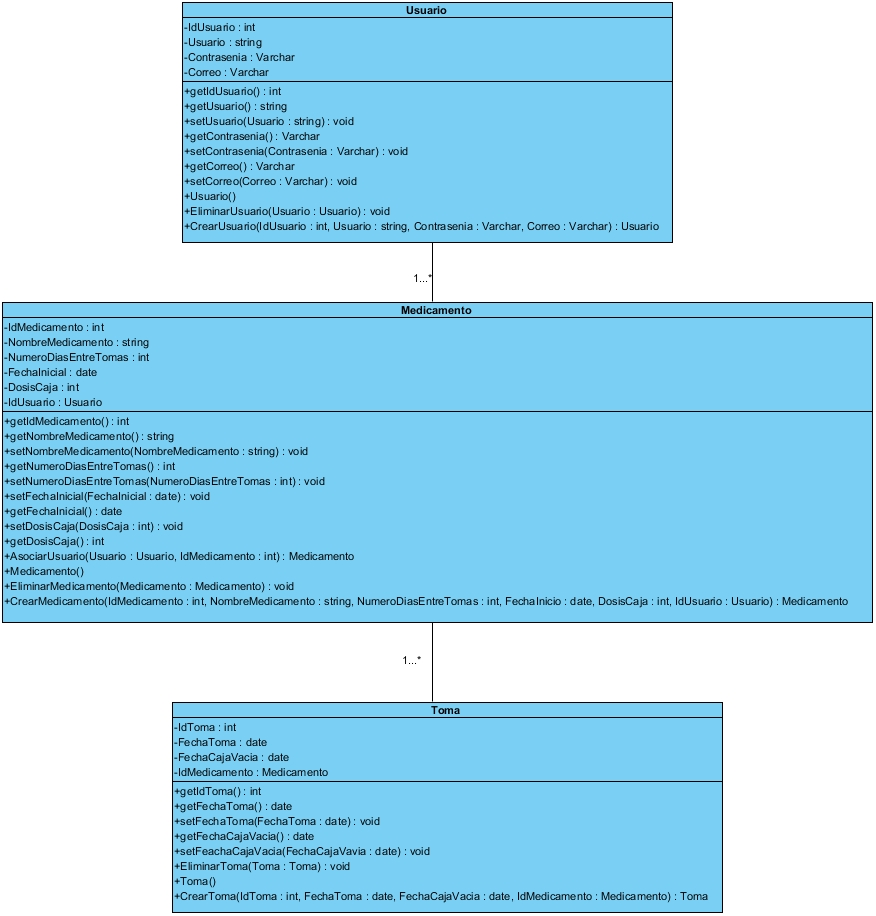 Usuario
-IdUsuario : int
-Usuario : string
-Contrasenia : Varchar
-Correo : Varchar
+getIdUsuario() : int
+getUsuario() : string
+setUsuario(Usuario : string) : void
+getContrasenia() : Varchar
+setContrasenia(Contrasenia : Varchar) : void
+getCorreo() : Varchar
+setCorreo(Correo : Varchar) : void
+Usuario()
+EliminarUsuario(Usuario : Usuario) : void
+CrearUsuario(IdUsuario : int, Usuario : string, Contrasenia : Varchar, Correo : Varchar) : Usuario
1...*
Medicamento
-IdMedicamento : int
-NombreMedicamento : string
-NumeroDiasEntreTomas : int
-FechaInicial : date
-DosisCaja : int
-IdUsuario : Usuario
+getIdMedicamento() : int
+getNombreMedicamento() : string
+setNombreMedicamento(NombreMedicamento : string) : void
+getNumeroDiasEntreTomas() : int
+setNumeroDiasEntreTomas(NumeroDiasEntreTomas : int) : void
+setFechaInicial(FechaInicial : date) : void
+getFechaInicial() : date
+setDosisCaja(DosisCaja : int) : void
+getDosisCaja() : int
+AsociarUsuario(Usuario : Usuario, IdMedicamento : int) : Medicamento
+Medicamento()
+EliminarMedicamento(Medicamento : Medicamento) : void
+CrearMedicamento(IdMedicamento : int, NombreMedicamento : string, NumeroDiasEntreTomas : int, FechaInicio : date, DosisCaja : int, IdUsuario : Usuario) : Medicamento
1...*
Toma
-IdToma : int
-FechaToma : date
-FechaCajaVacia : date
-IdMedicamento : Medicamento
+getIdToma() : int
+getFechaToma() : date
+setFechaToma(FechaToma : date) : void
+getFechaCajaVacia() : date
+setFeachaCajaVacia(FechaCajaVavia : date) : void
+EliminarToma(Toma : Toma) : void
+Toma()
+CrearToma(IdToma : int, FechaToma : date, FechaCajaVacia : date, IdMedicamento : Medicamento) : Toma